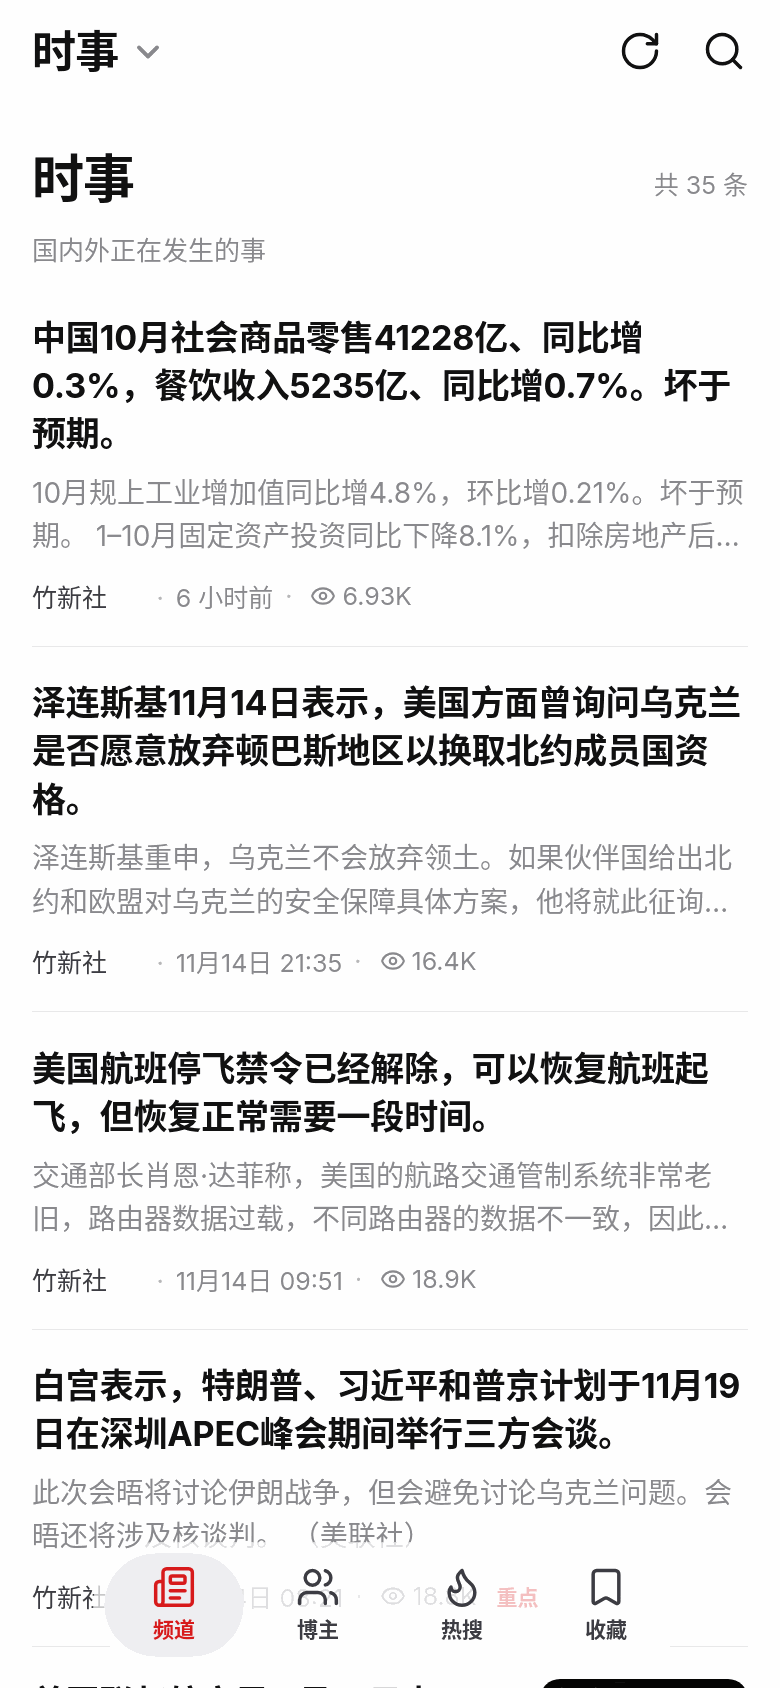 时事
时事
共 35 条
国内外正在发生的事
中国10月社会商品零售41228亿、同比增
0.3%，餐饮收入5235亿、同比增0.7%。坏于
预期。
10月规上工业增加值同比增4.8%，环比增0.21%。坏于预
期。 1–10月固定资产投资同比下降8.1%，扣除房地产后...
竹新社 · 6 小时前 · 6.93K
泽连斯基11月14日表示，美国方面曾询问乌克兰
是否愿意放弃顿巴斯地区以换取北约成员国资
格。
泽连斯基重申，乌克兰不会放弃领土。如果伙伴国给出北
约和欧盟对乌克兰的安全保障具体方案，他将就此征询...
竹新社 · 11月14日 21:35 · 16.4K
美国航班停飞禁令已经解除，可以恢复航班起
飞，但恢复正常需要一段时间。
交通部长肖恩·达菲称，美国的航路交通管制系统非常老
旧，路由器数据过载，不同路由器的数据不一致，因此...
竹新社 · 11月14日 09:51 · 18.9K
白宫表示，特朗普、习近平和普京计划于11月19
日在深圳APEC峰会期间举行三方会谈。
此次会晤将讨论伊朗战争，但会避免讨论乌克兰问题。会
晤还将涉及核谈判。 （美联社）
竹新 重点
频道 博主 热搜 收藏